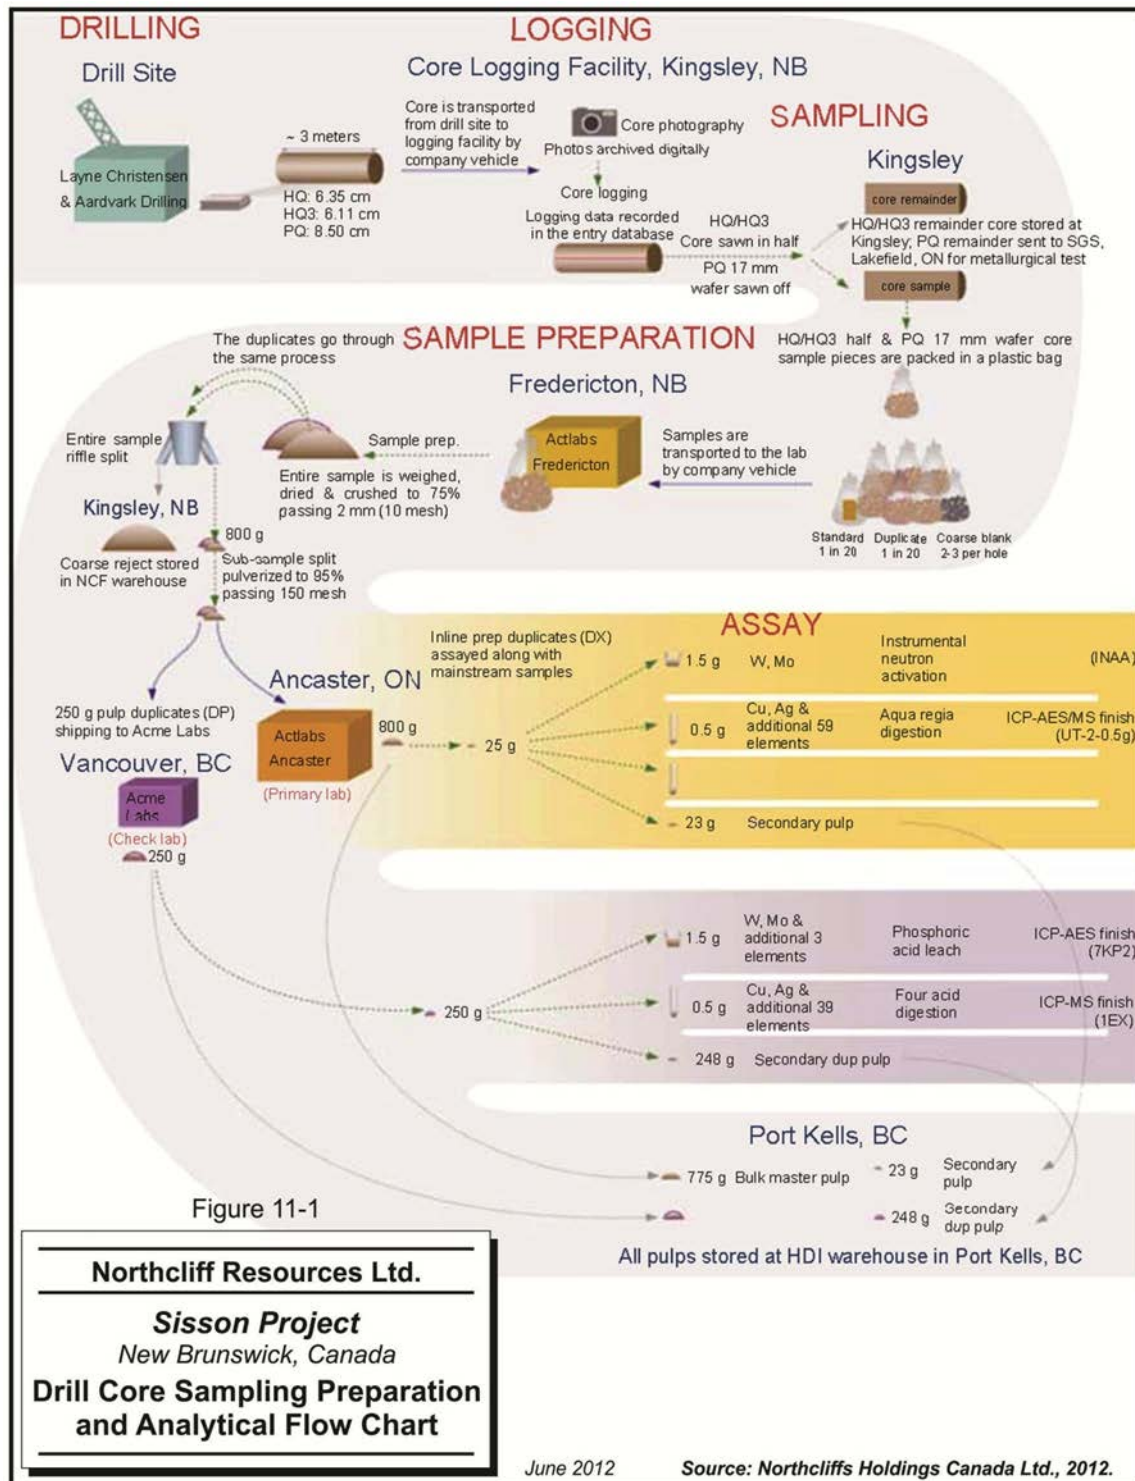 DRILLING
Drill Site
Layne Christensen
& Aardvark Drilling
~ 3 meters
HQ: 6.35 cm
HQ3: 6.11 cm
PQ: 8.50 cm
LOGGING
Core Logging Facility, Kingsley, NB
Core is transported
from drill site to
logging facility by
company vehicle
Core photography
Photos archived digitally
Core logging
Logging data recorded
in the entry database
HQ/HQ3
Core sawn in half
PQ 17 mm
wafer sawn off
SAMPLING
Kingsley
core remainder
HQ/HQ3 remainder core stored at
Kingsley; PQ remainder sent to SGS,
Lakefield, ON for metallurgical test
core sample
HQ/HQ3 half & PQ 17 mm wafer core
sample pieces are packed in a plastic bag
Standard
1 in 20
Duplicate
1 in 20
Coarse blank
2-3 per hole
Samples are
transported to the lab
by company vehicle
SAMPLE PREPARATION
Fredericton, NB
Actlabs
Fredericton
Sample prep.
Entire sample is weighed,
dried & crushed to 75%
passing 2 mm (10 mesh)
The duplicates go through
the same process
Entire sample
riffle split
Kingsley, NB
Coarse reject stored
in NCF warehouse
800 g
Sub-sample split
pulverized to 95%
passing 150 mesh
250 g pulp duplicates (DP)
shipping to Acme Labs
Vancouver, BC
Acme
Labs
(Check lab)
250 g
Ancaster, ON
Actlabs
Ancaster
(Primary lab)
800 g
25 g
ASSAY
Inline prep duplicates (DX)
assayed along with
mainstream samples
1.5 g
W, Mo
Instrumental
neutron
activation
(INAA)
0.5 g
Cu, Ag &
additional 59
elements
Aqua regia
digestion
ICP-AES/MS finish
(UT-2-0.5g)
23 g
Secondary pulp
250 g
1.5 g
W, Mo &
additional 3
elements
Phosphoric
acid leach
ICP-AES finish
(7KP2)
0.5 g
Cu, Ag &
additional 39
elements
Four acid
digestion
ICP-MS finish
(1EX)
248 g
Secondary dup pulp
Port Kells, BC
775 g Bulk master pulp
23 g
Secondary
pulp
248 g
Secondary
dup pulp
All pulps stored at HDI warehouse in Port Kells, BC
Figure 11-1
Northcliff Resources Ltd.
Sisson Project
New Brunswick, Canada
Drill Core Sampling Preparation
and Analytical Flow Chart
June 2012
Source: Northcliffs Holdings Canada Ltd., 2012.